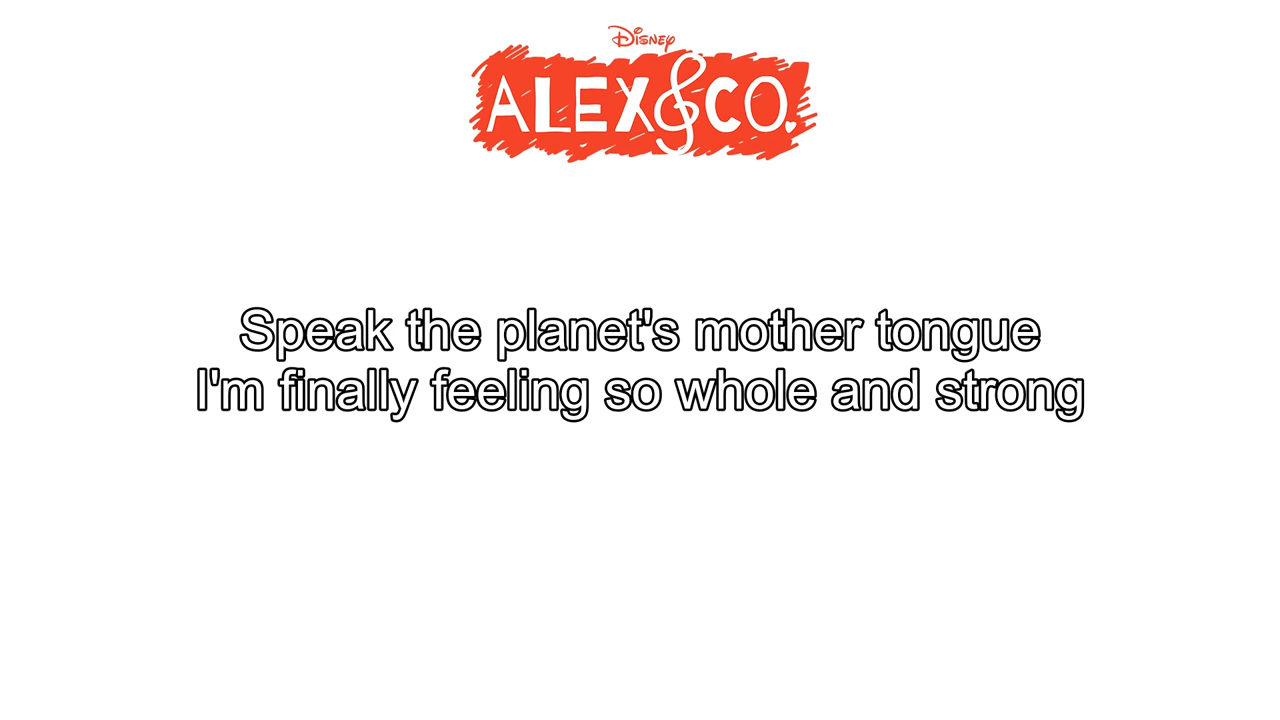 Disney
ALEX&CO.
Speak the planet's mother tongue
I'm finally feeling so whole and strong